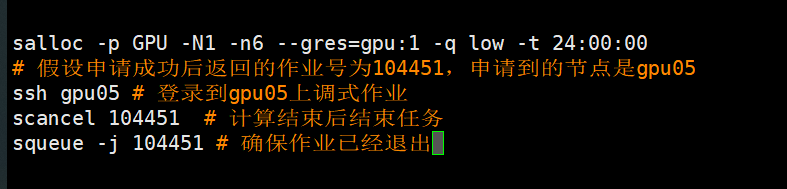 salloc -p GPU -N1 -n6 --gres=gpu:1 -q low -t 24:00:00
# 假设申请成功后返回的作业号为104451，申请到的节点是gpu05
ssh gpu05 # 登录到gpu05上调式作业
scancel 104451  # 计算结束后结束任务
squeue -j 104451 # 确保作业已经退出